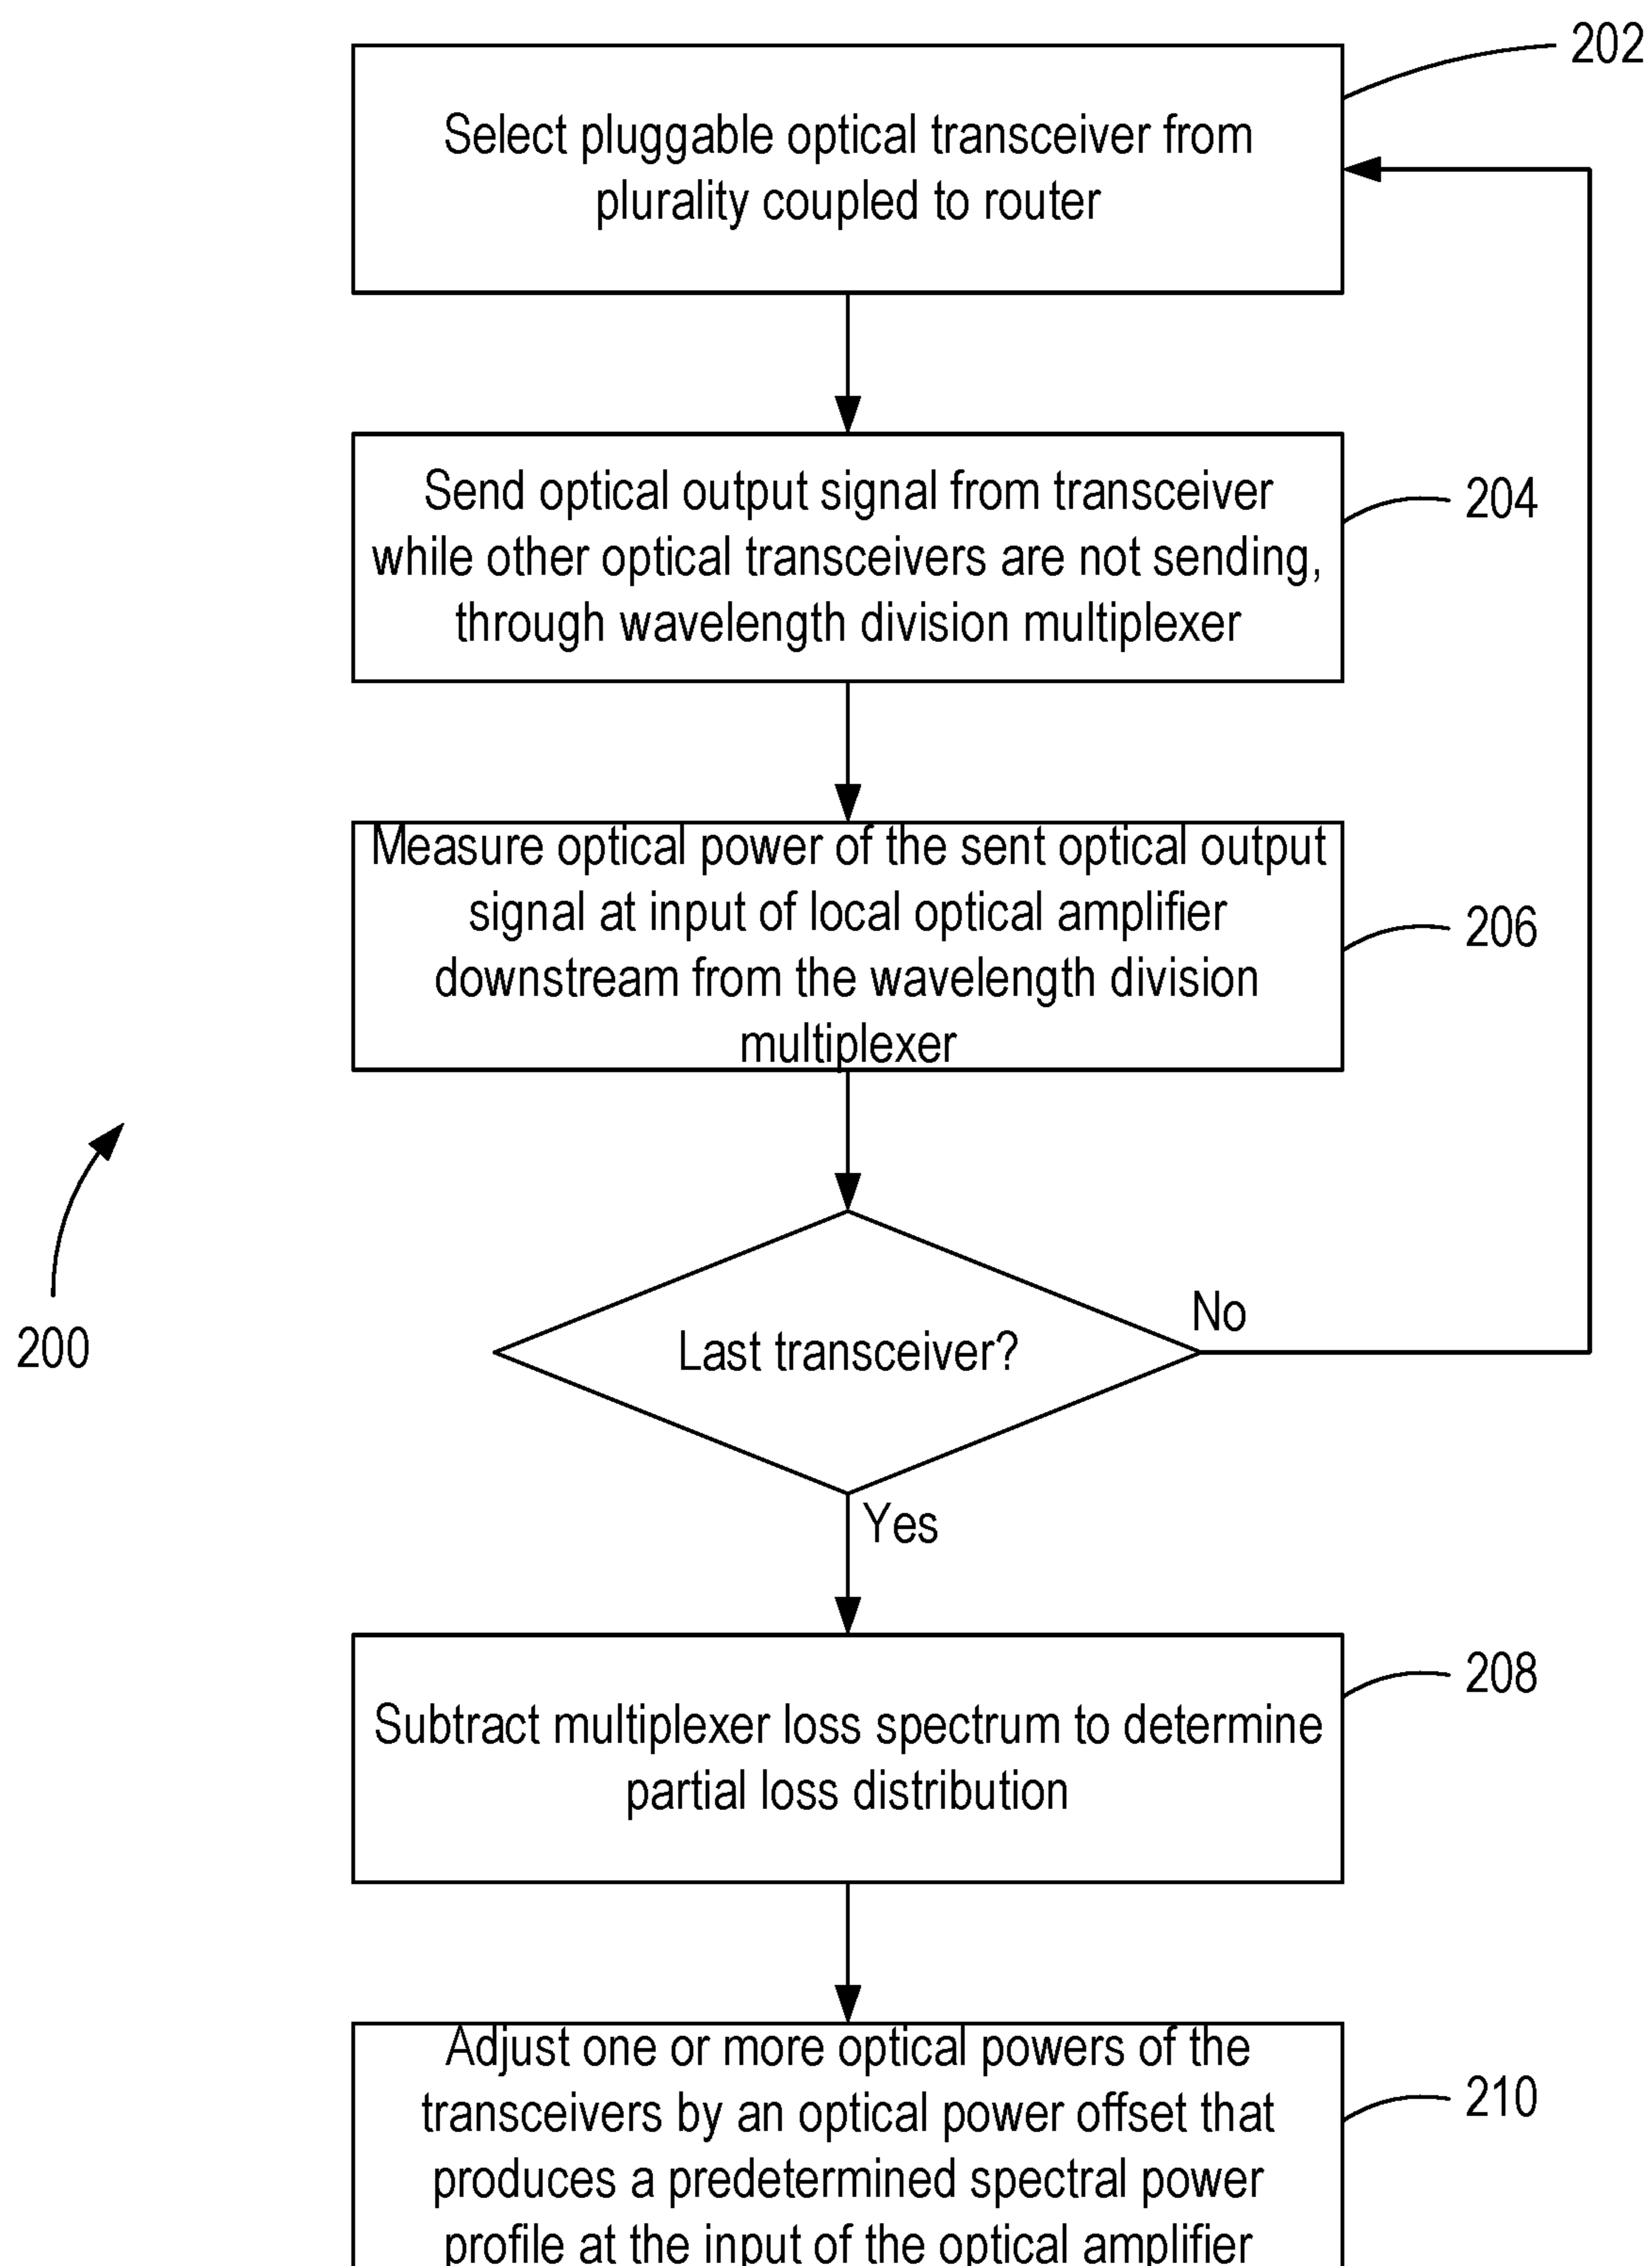 202
Select pluggable optical transceiver from
plurality coupled to router
Send optical output signal from transceiver
while other optical transceivers are not sending,
through wavelength division multiplexer
204
Measure optical power of the sent optical output
signal at input of local optical amplifier
downstream from the wavelength division
multiplexer
206
200
Last transceiver?
No
Yes
Subtract multiplexer loss spectrum to determine
partial loss distribution
208
Adjust one or more optical powers of the
transceivers by an optical power offset that
produces a predetermined spectral power
profile at the input of the optical amplifier
210